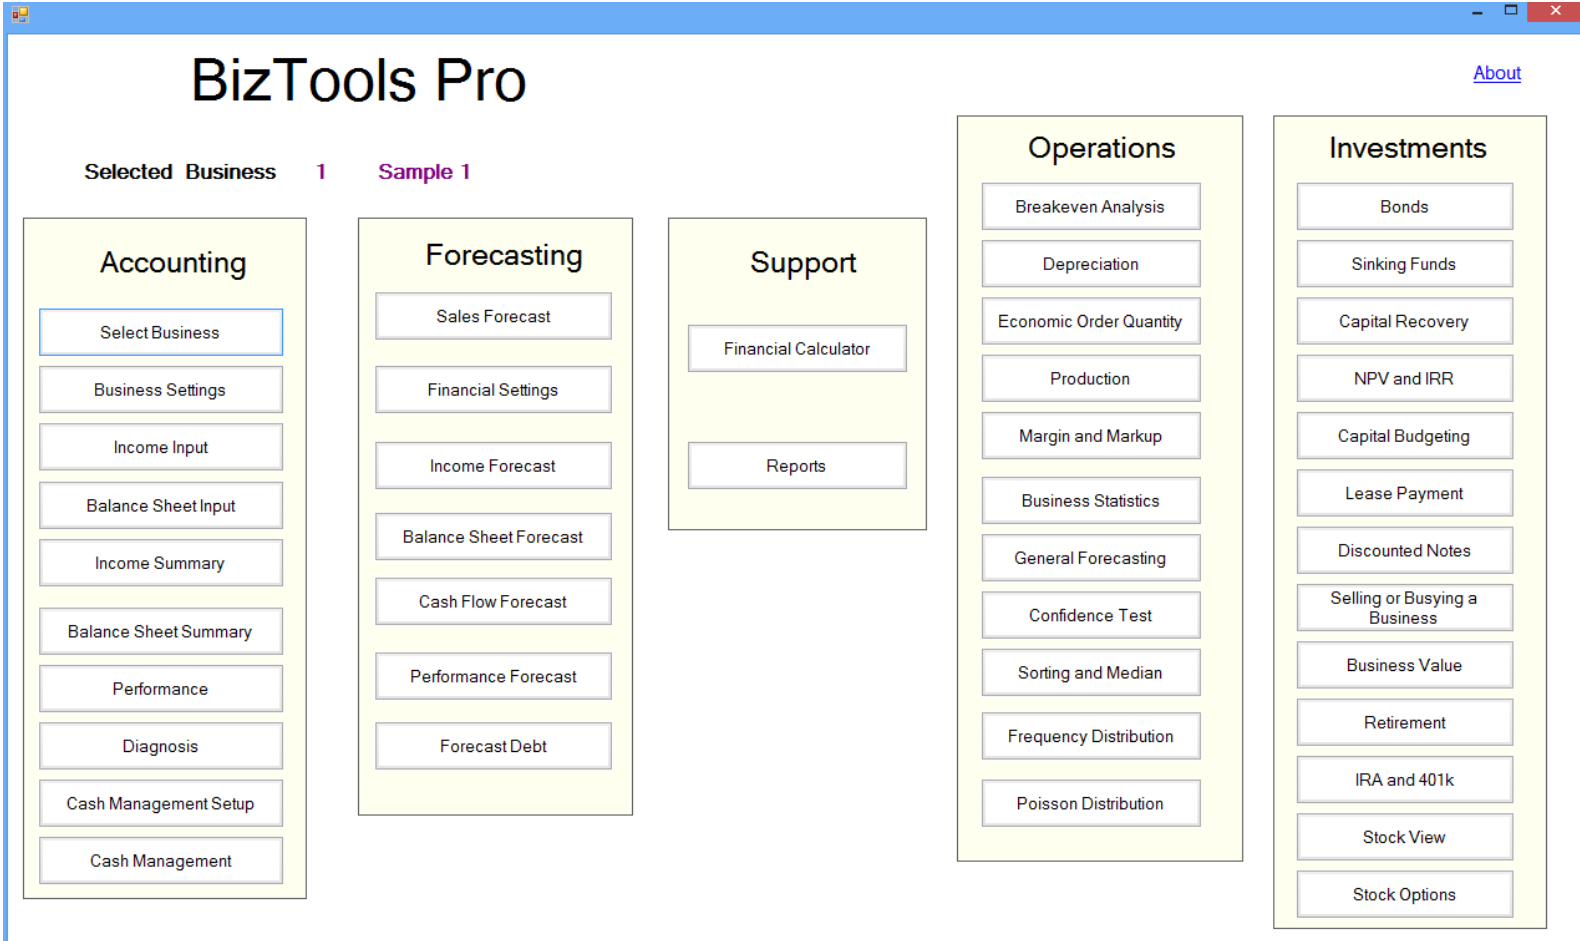 BizTools Pro
About
Selected Business 1 Sample 1
Accounting
Select Business
Business Settings
Income Input
Balance Sheet Input
Income Summary
Balance Sheet Summary
Performance
Diagnosis
Cash Management Setup
Cash Management
Forecasting
Sales Forecast
Financial Settings
Income Forecast
Balance Sheet Forecast
Cash Flow Forecast
Performance Forecast
Forecast Debt
Support
Financial Calculator
Reports
Operations
Breakeven Analysis
Depreciation
Economic Order Quantity
Production
Margin and Markup
Business Statistics
General Forecasting
Confidence Test
Sorting and Median
Frequency Distribution
Poisson Distribution
Investments
Bonds
Sinking Funds
Capital Recovery
NPV and IRR
Capital Budgeting
Lease Payment
Discounted Notes
Selling or Busying a
Business
Business Value
Retirement
IRA and 401k
Stock View
Stock Options